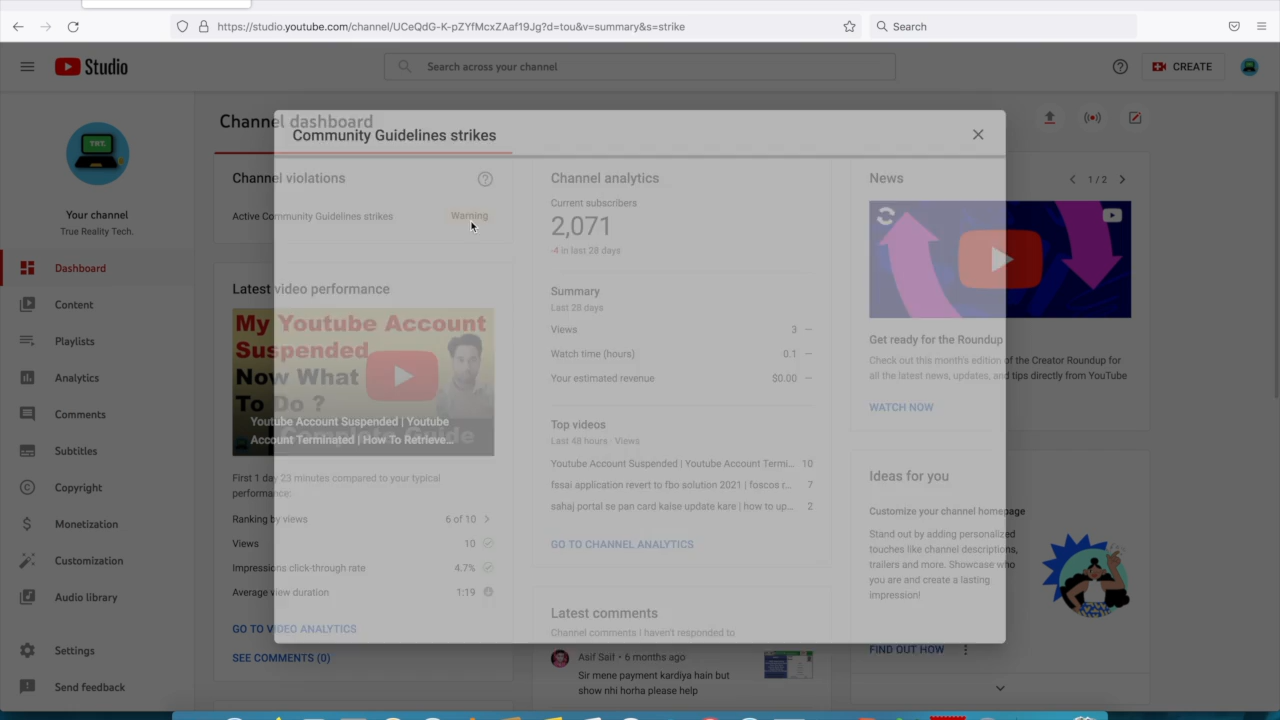 https://studio.youtube.com/channel/UCeQdG-K-pZYfMcxZAaf19Jg?d=tou&v=summary&s=strike
Search
Studio
Search across your channel
CREATE
TRT.
Your channel
True Reality Tech.
Dashboard
Content
Playlists
Analytics
Comments
Subtitles
Copyright
Monetization
Customization
Audio library
Settings
Send feedback
Channel dashboard
Community Guidelines strikes
Channel violations
Active Community Guidelines strikes
Warning
Latest video performance
My Youtube Account
Suspended
Now What
To Do ?
Complete Guide
Youtube Account Suspended | Youtube
Account Terminated | How To Retrieve...
First 1 day 23 minutes compared to your typical
performance:
Ranking by views 6 of 10
Views 10
Impressions click-through rate 4.7%
Average view duration 1:19
GO TO VIDEO ANALYTICS
SEE COMMENTS (0)
Channel analytics
Current subscribers
2,071
-4 in last 28 days
Summary
Last 28 days
Views 3 —
Watch time (hours) 0.1 —
Your estimated revenue $0.00 —
Top videos
Last 48 hours · Views
Youtube Account Suspended | Youtube Account Termi... 10
fssai application revert to fbo solution 2021 | foscos r... 7
sahaj portal se pan card kaise update kare | how to up... 2
GO TO CHANNEL ANALYTICS
Latest comments
Channel comments I haven't responded to
Asif Saif • 6 months ago
Sir mene payment kardiya hain but
show nhi horha please help
News
1 / 2
Get ready for the Roundup
Check out this month's edition of the Creator Roundup for
all the latest news, updates, and tips directly from YouTube
WATCH NOW
Ideas for you
Customize your channel homepage
Stand out by adding personalized
touches like channel descriptions,
trailers and more. Showcase who
you are and create a lasting
impression!
FIND OUT HOW